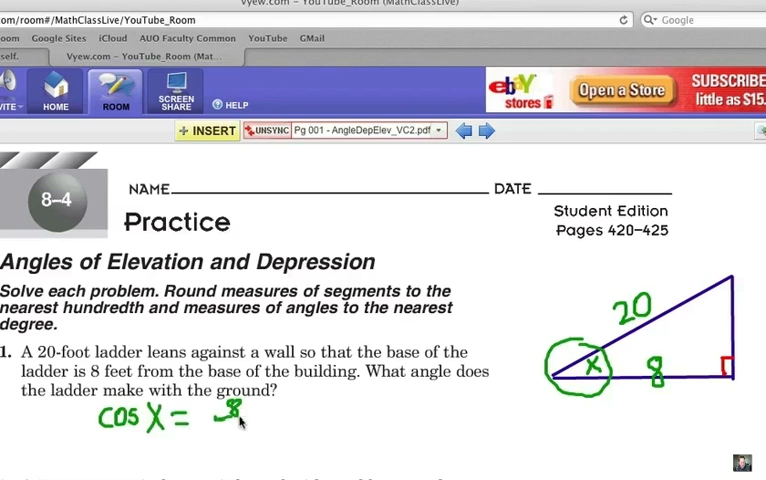 Vyew.com - YouTube_Room (MathClassLive)
om/room#/MathClassLive/YouTube_Room
Google
oom Google Sites iCloud AUO Faculty Common YouTube GMail
self. Vyew.com - YouTube_Room (Mat...
VITE HOME ROOM SCREEN SHARE HELP
ebY stores Open a Store SUBSCRIBE
little as $15.
+ INSERT UNSYNC Pg 001 - AngleDepElev_VC2.pdf
8–4
NAME DATE
Practice
Student Edition
Pages 420–425
Angles of Elevation and Depression
Solve each problem. Round measures of segments to the
nearest hundredth and measures of angles to the nearest
degree.
1. A 20-foot ladder leans against a wall so that the base of the
ladder is 8 feet from the base of the building. What angle does
the ladder make with the ground?
cos X = 8
20
x 8